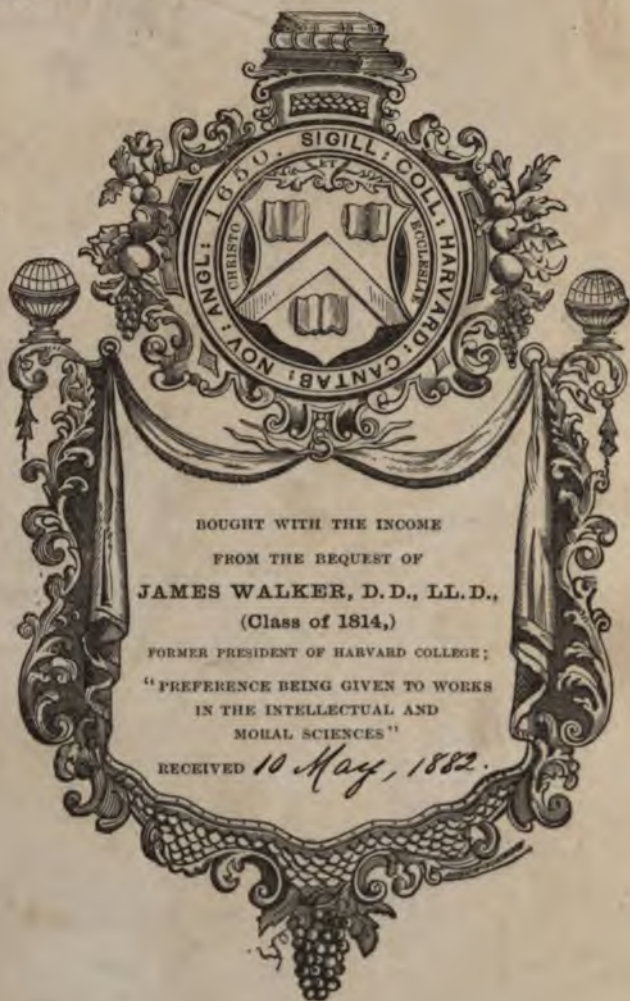 SIGILL: COLL: HARVARD: CANTAB: NOV: ANGL: 1650.
ET
CHRISTO
ECCLESIAE
BOUGHT WITH THE INCOME
FROM THE BEQUEST OF
JAMES WALKER, D.D., LL.D.,
(Class of 1814,)
FORMER PRESIDENT OF HARVARD COLLEGE;
"PREFERENCE BEING GIVEN TO WORKS
IN THE INTELLECTUAL AND
MORAL SCIENCES"
RECEIVED 10 May, 1882.